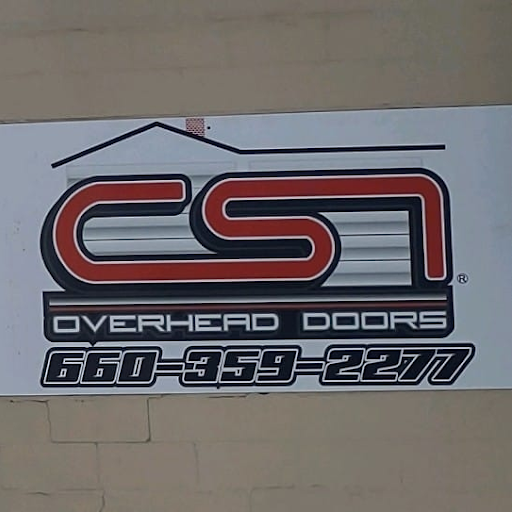 CSI
®
OVERHEAD DOORS
660-359-2277